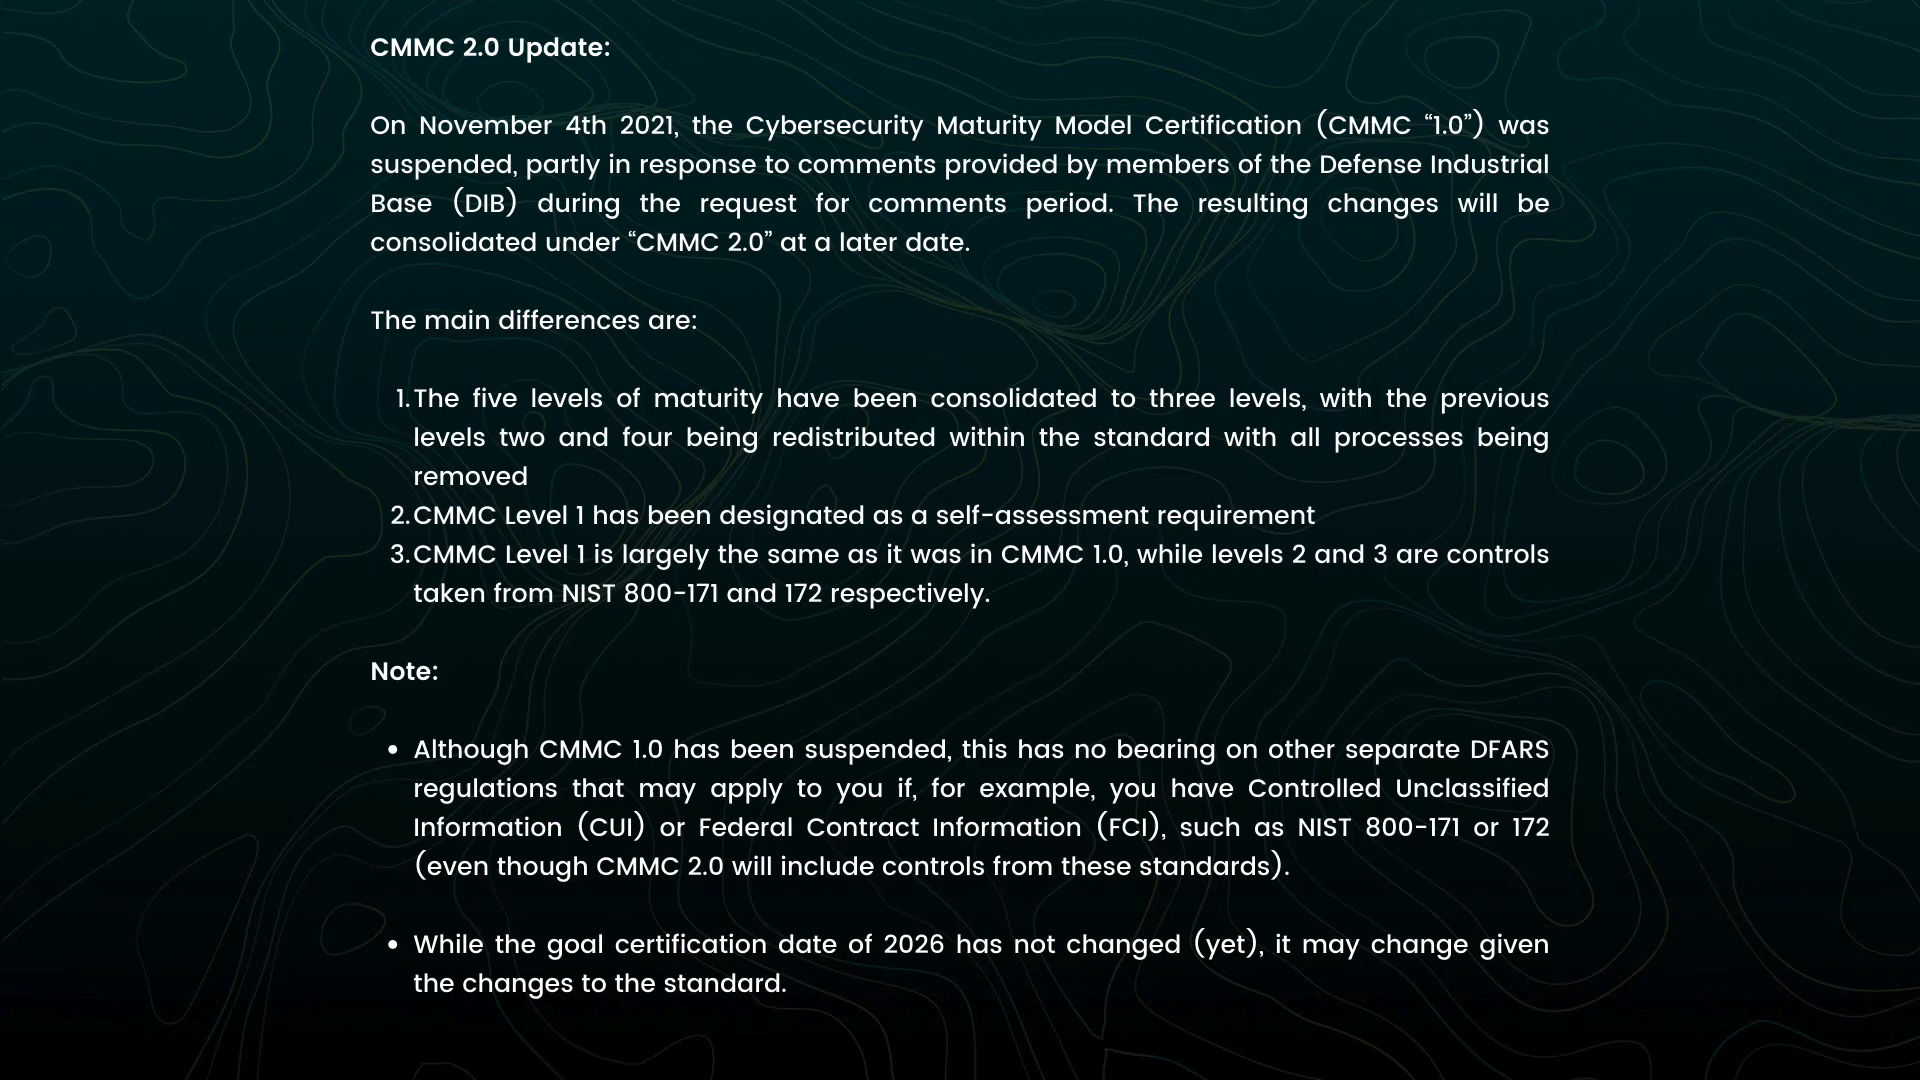 CMMC 2.0 Update:
On November 4th 2021, the Cybersecurity Maturity Model Certification (CMMC “1.0”) was
suspended, partly in response to comments provided by members of the Defense Industrial
Base (DIB) during the request for comments period. The resulting changes will be
consolidated under “CMMC 2.0” at a later date.
The main differences are:
1. The five levels of maturity have been consolidated to three levels, with the previous
levels two and four being redistributed within the standard with all processes being
removed
2. CMMC Level 1 has been designated as a self-assessment requirement
3. CMMC Level 1 is largely the same as it was in CMMC 1.0, while levels 2 and 3 are controls
taken from NIST 800-171 and 172 respectively.
Note:
• Although CMMC 1.0 has been suspended, this has no bearing on other separate DFARS
regulations that may apply to you if, for example, you have Controlled Unclassified
Information (CUI) or Federal Contract Information (FCI), such as NIST 800-171 or 172
(even though CMMC 2.0 will include controls from these standards).
• While the goal certification date of 2026 has not changed (yet), it may change given
the changes to the standard.